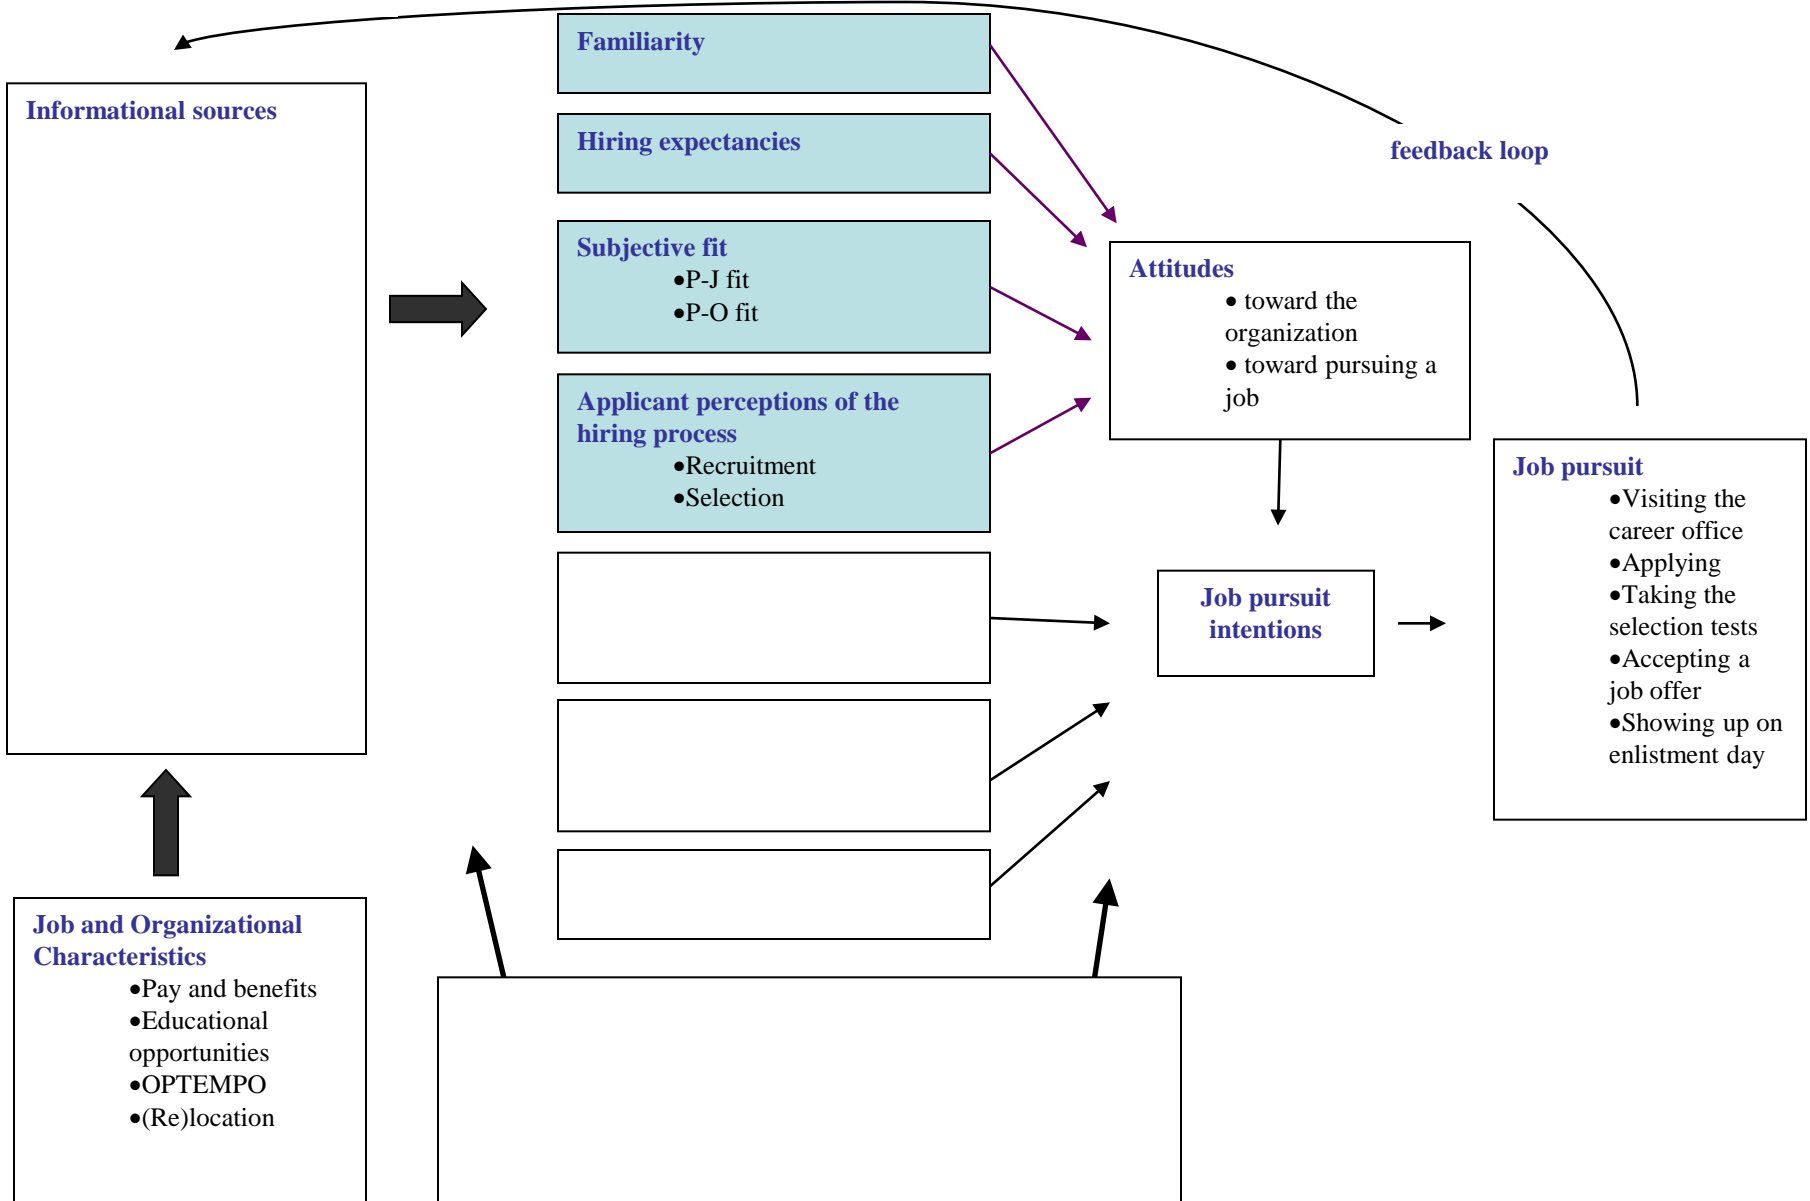 Familiarity
Informational sources
Hiring expectancies
feedback loop
Subjective fit
•P-J fit
•P-O fit
Attitudes
• toward the
organization
• toward pursuing a
job
Applicant perceptions of the
hiring process
•Recruitment
•Selection
Job pursuit
•Visiting the
career office
•Applying
•Taking the
selection tests
•Accepting a
job offer
•Showing up on
enlistment day
Job pursuit
intentions
Job and Organizational
Characteristics
•Pay and benefits
•Educational
opportunities
•OPTEMPO
•(Re)location